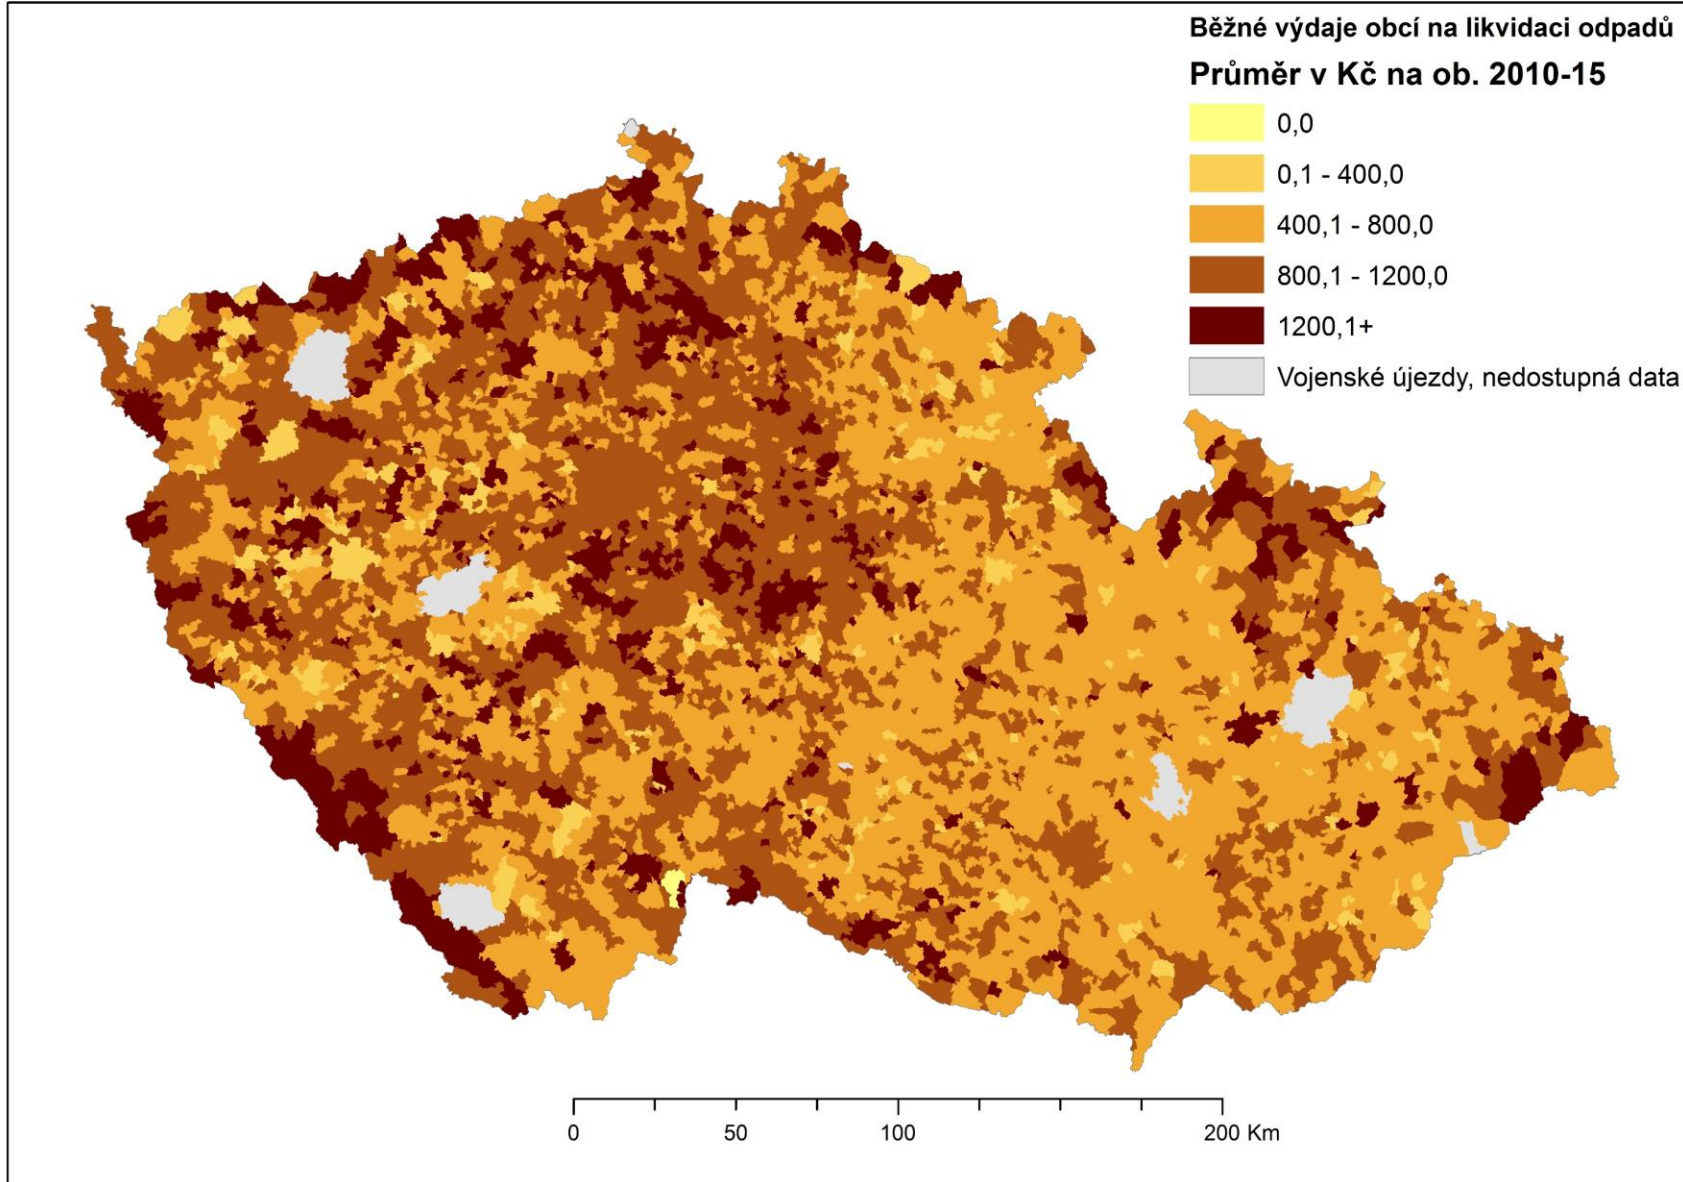 Běžné výdaje obcí na likvidaci odpadů
Průměr v Kč na ob. 2010-15
0,0
0,1 - 400,0
400,1 - 800,0
800,1 - 1200,0
1200,1+
Vojenské újezdy, nedostupná data
0 50 100 200 Km